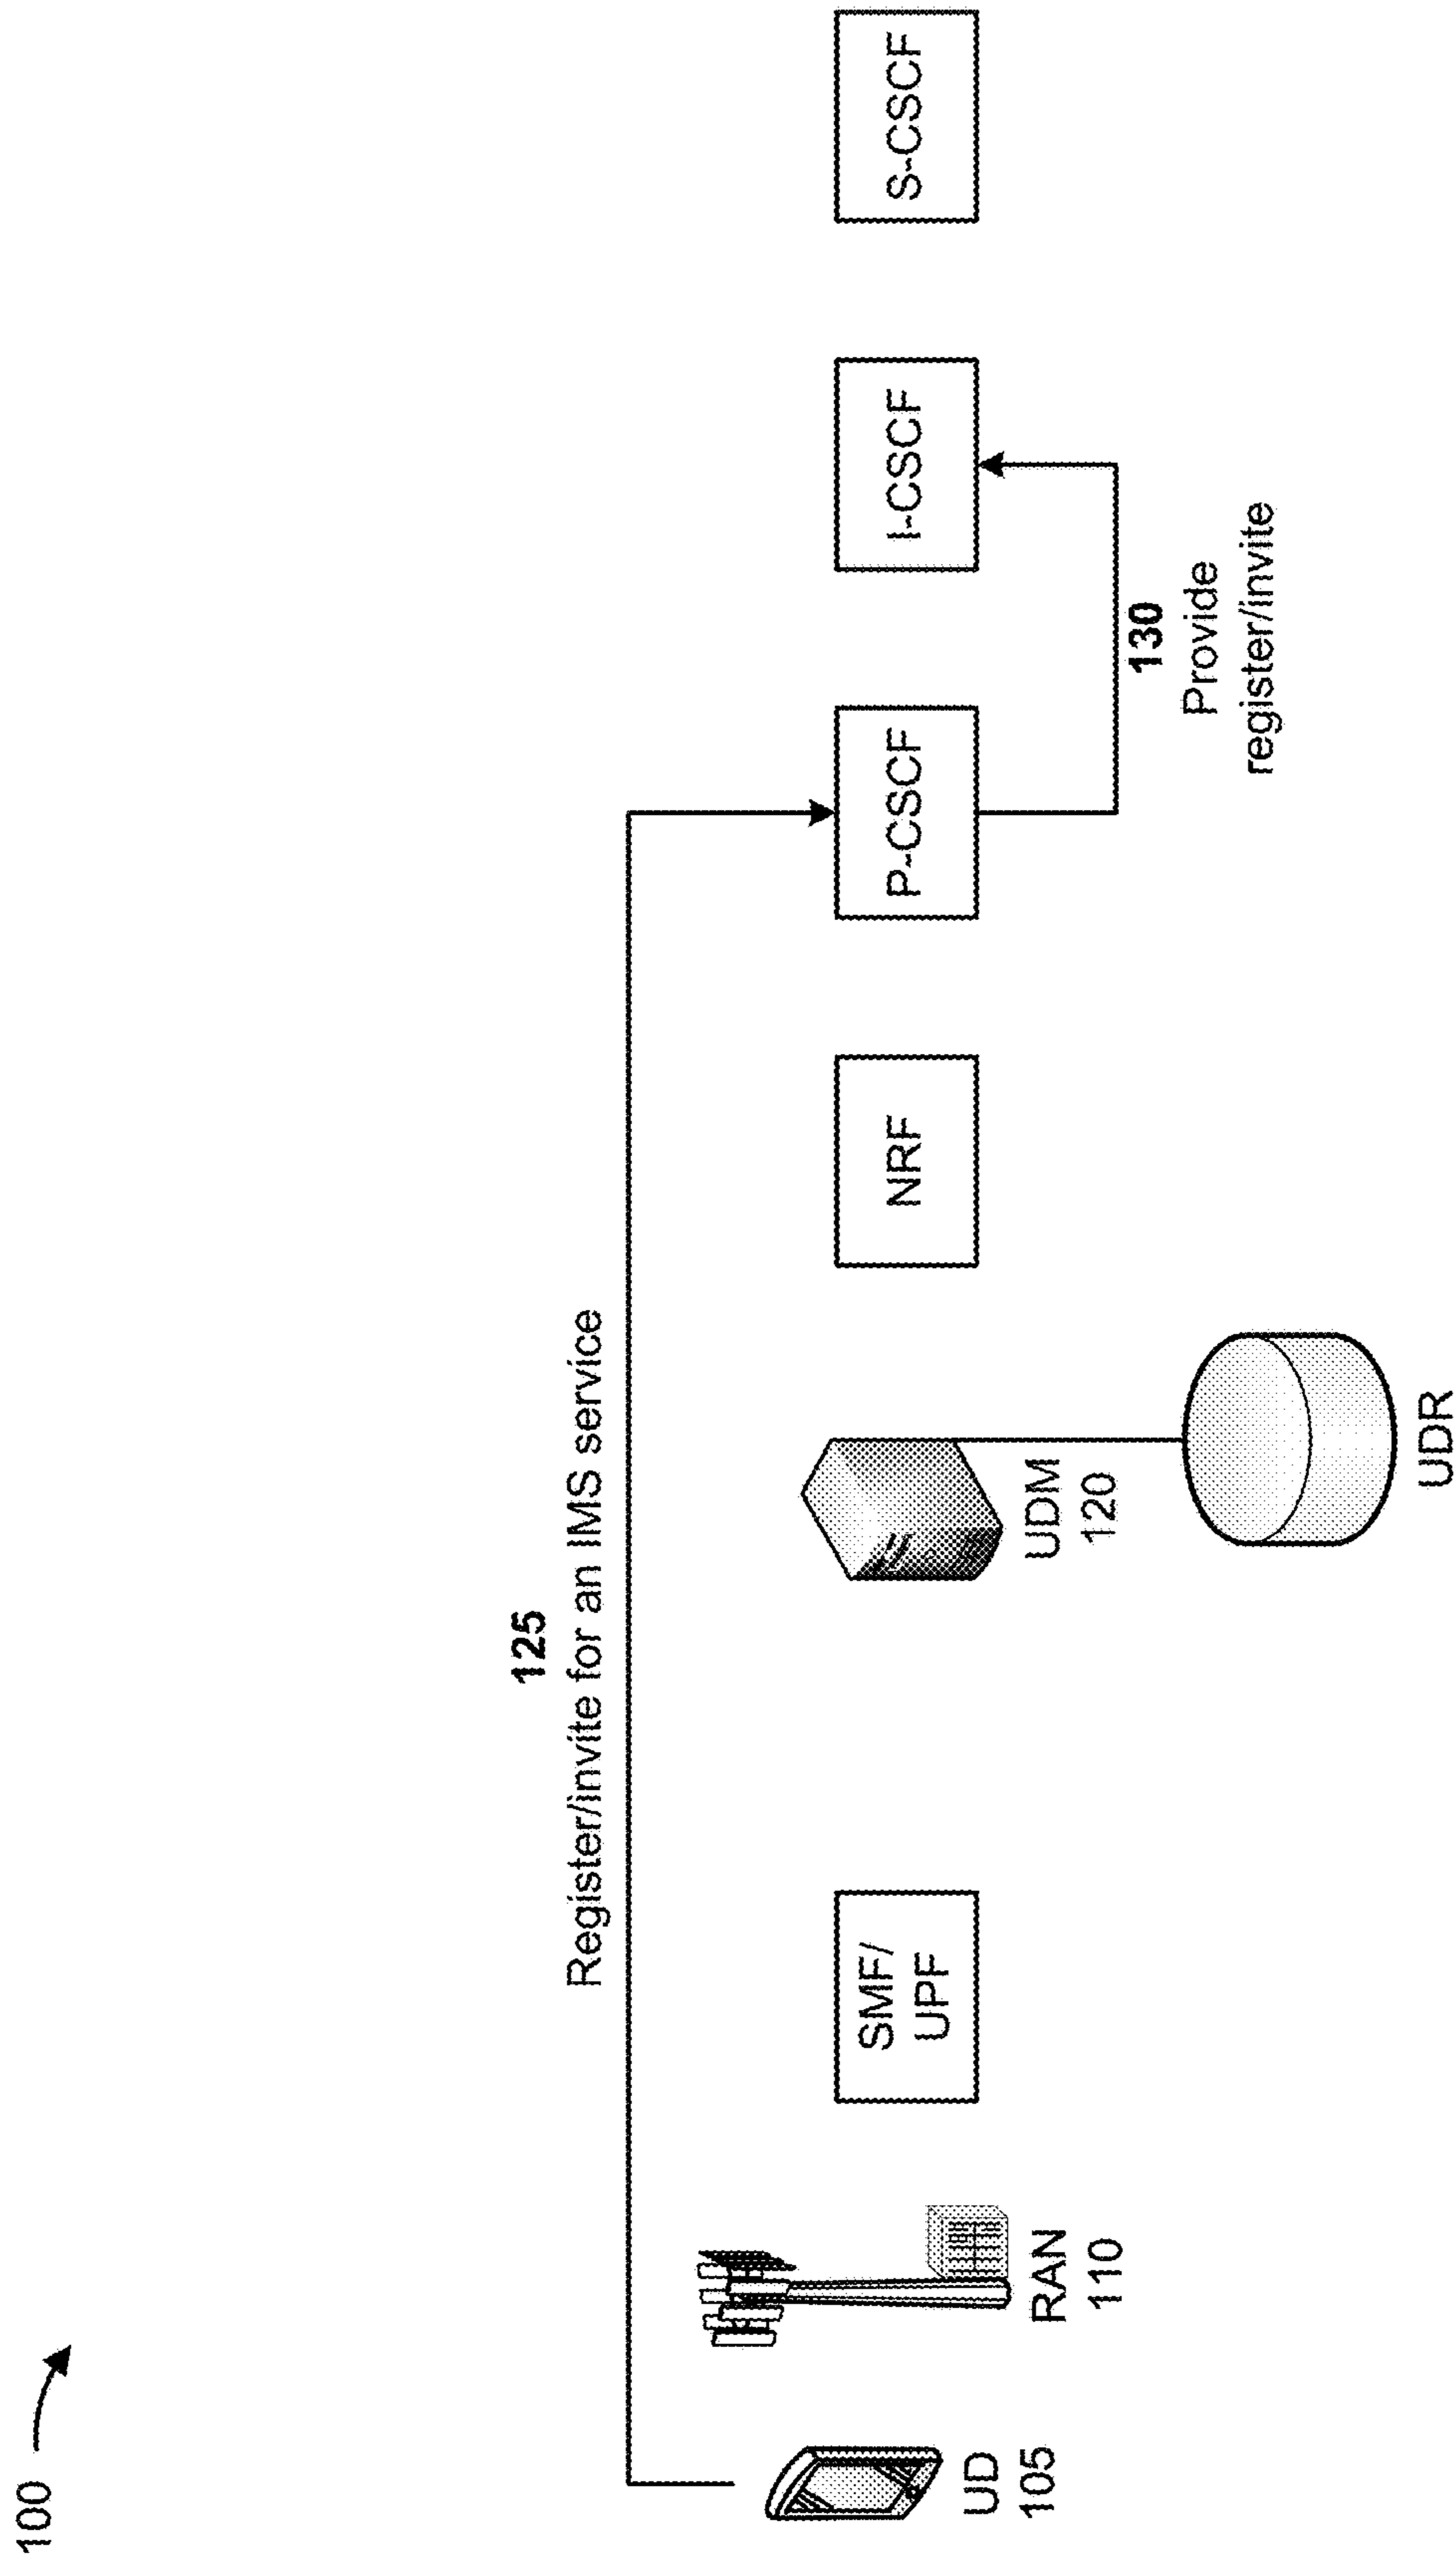 100
125
Register/invite for an IMS service
UD
105
RAN
110
SMF/
UPF
UDM
120
UDR
NRF
P-CSCF
I-CSCF
S-CSCF
130
Provide
register/invite